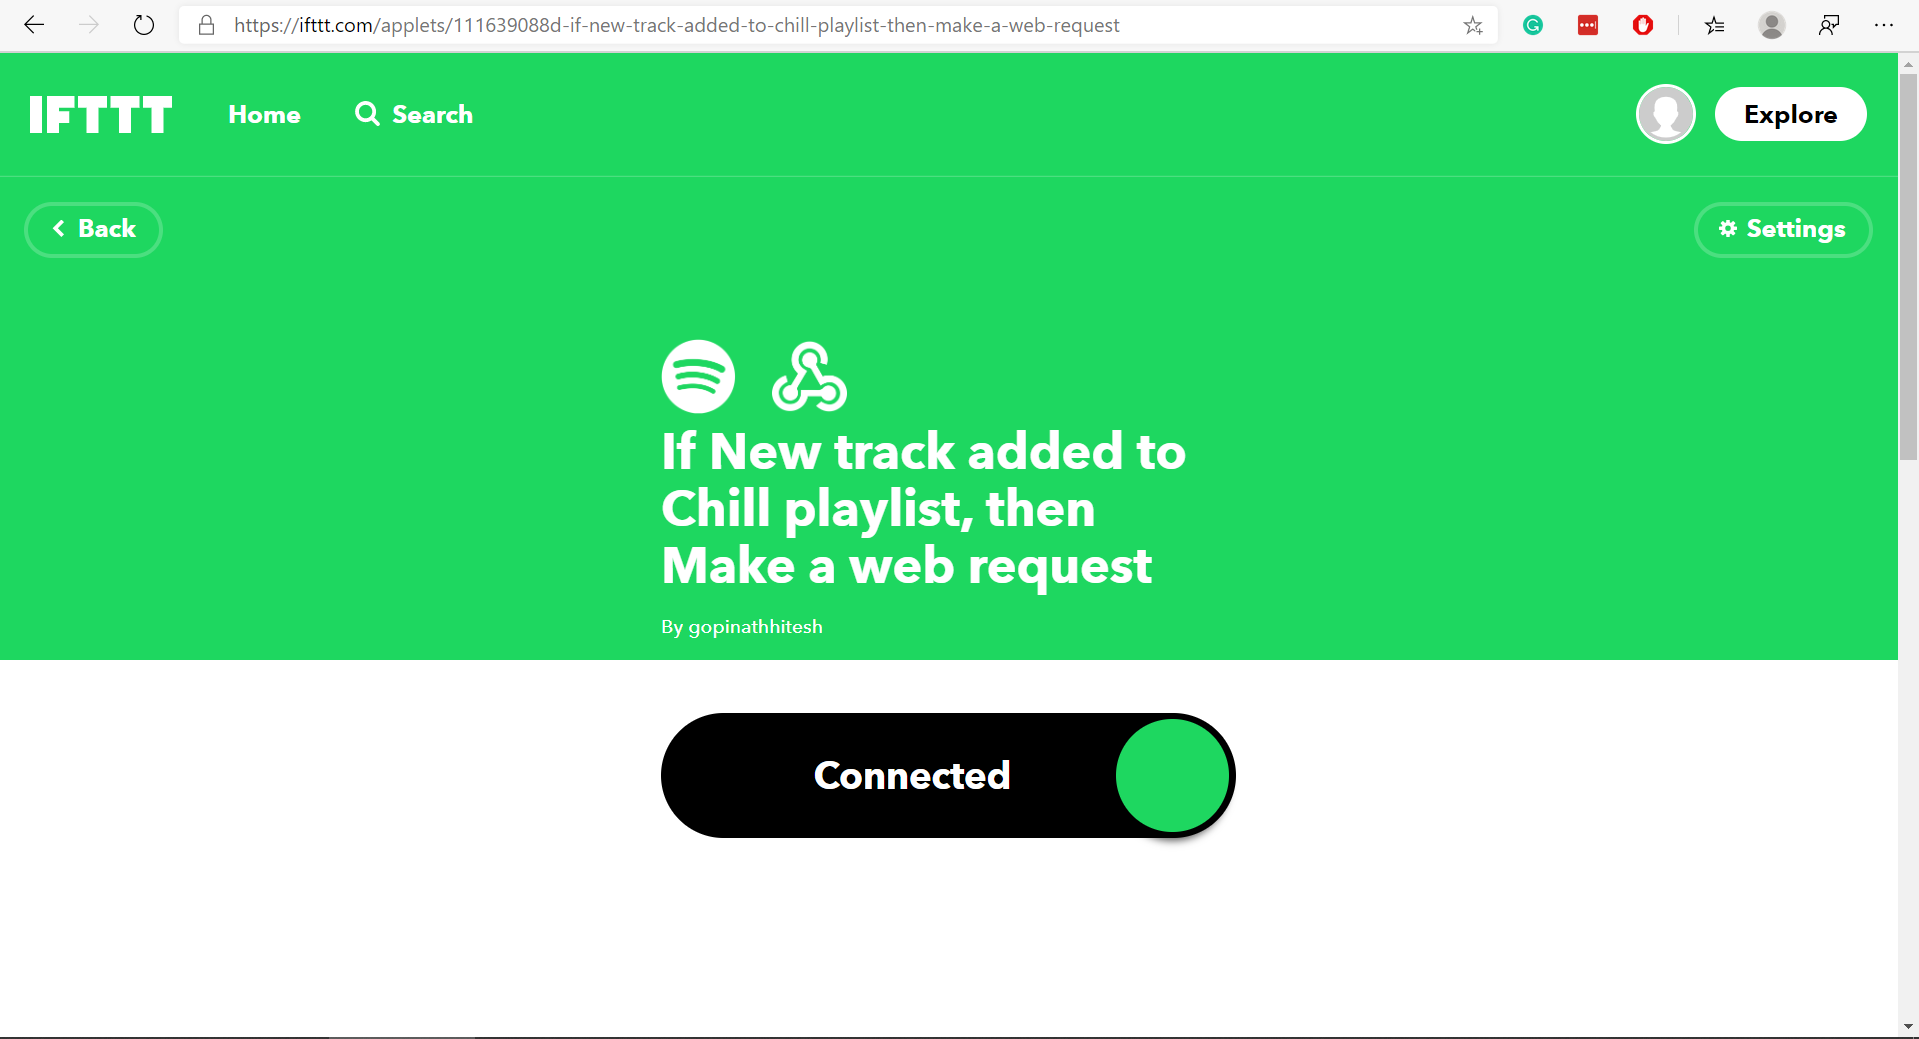 https://ifttt.com/applets/111639088d-if-new-track-added-to-chill-playlist-then-make-a-web-request
IFTTT Home Search Explore
Back Settings
If New track added to
Chill playlist, then
Make a web request
By gopinathhitesh
Connected